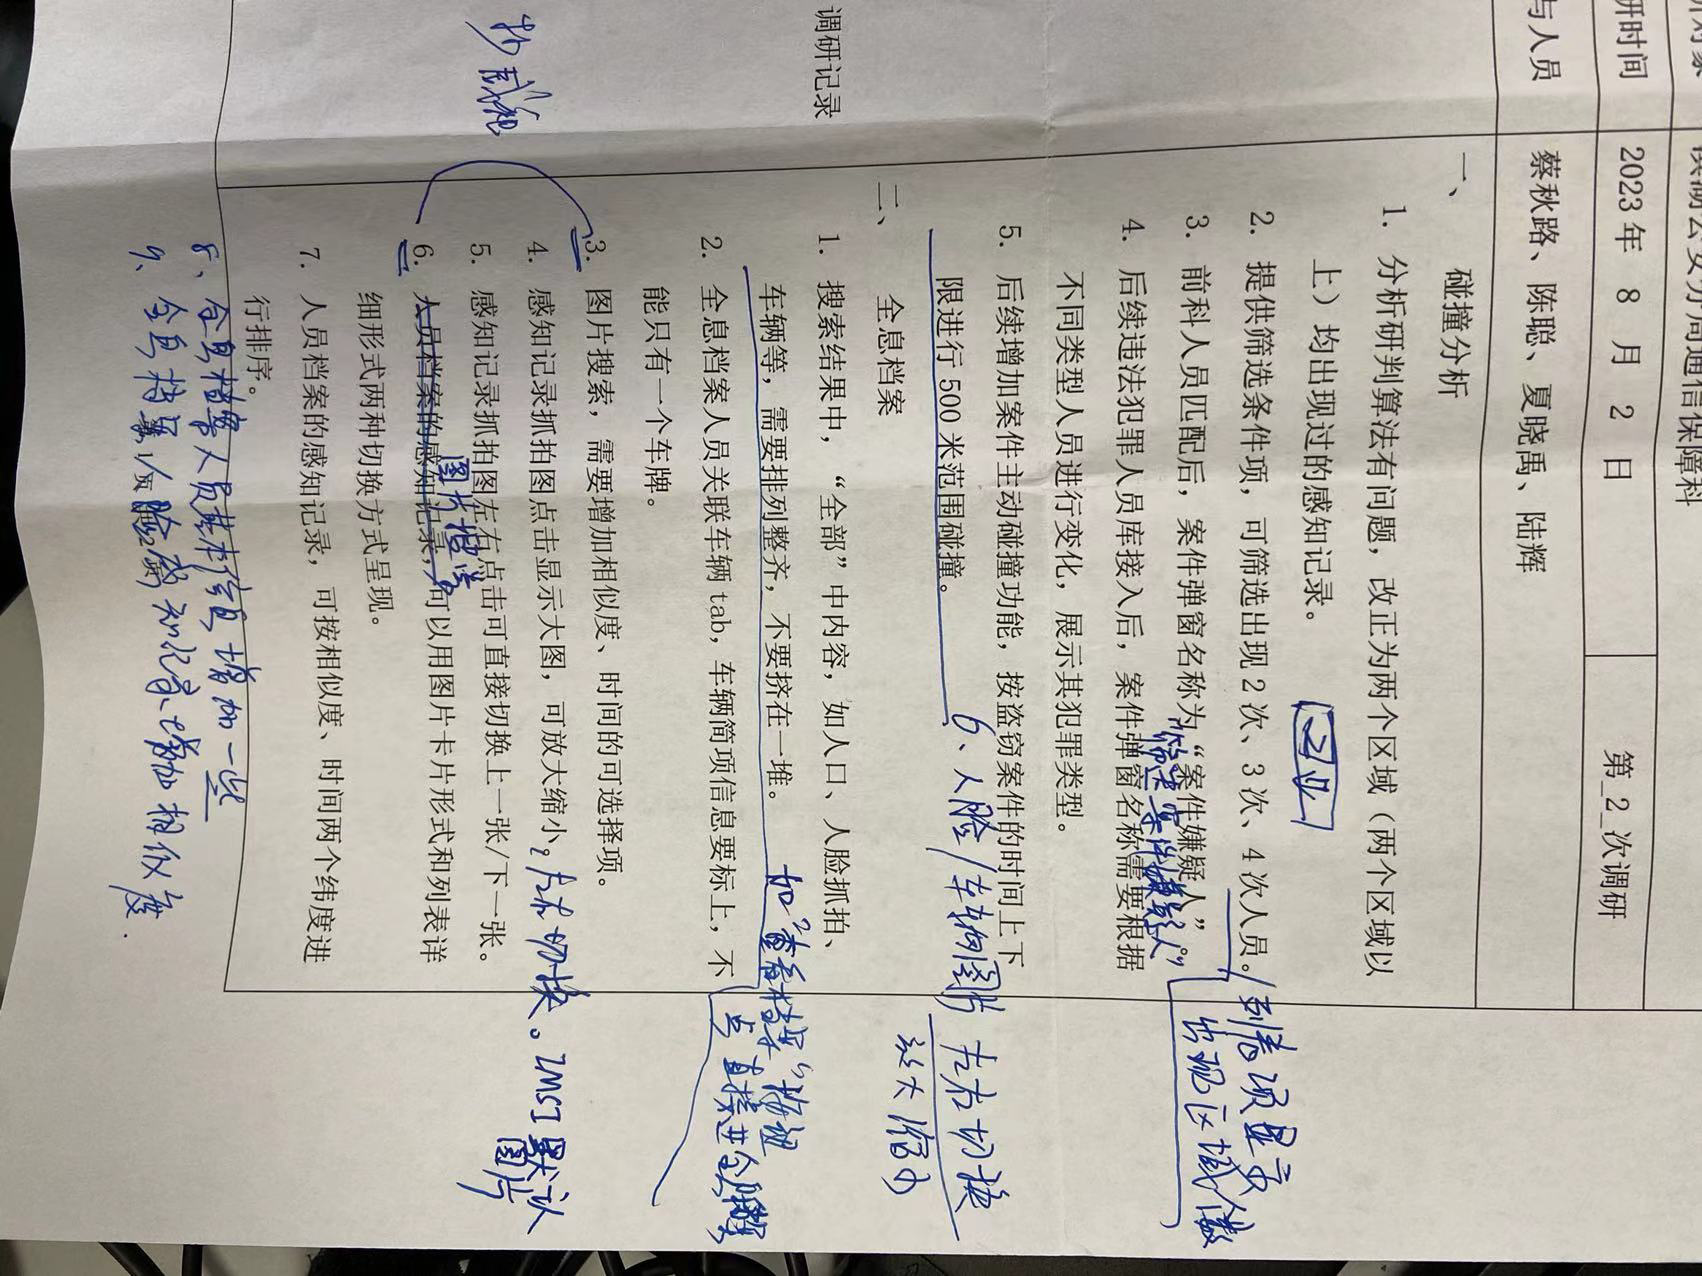 滨湖公安分局通信保障科
研时间
2023 年 8 月 2 日
第 2 次调研
与人员
蔡秋路、陈聪、夏晓禹、陆辉
调研记录
一、 碰撞分析
1. 分析研判算法有问题，改正为两个区域（两个区域以
上）均出现过的感知记录。
2. 提供筛选条件项，可筛选出现 2 次、3 次、4 次人员。/列表项显示
出现区域/次数
3. 前科人员匹配后，案件弹窗名称为“案件嫌疑人”
4. 后续违法犯罪人员库接入后，案件弹窗名称需要根据
不同类型人员进行变化，展示其犯罪类型。
5. 后续增加案件主动碰撞功能，按盗窃案件的时间上下
限进行 500 米范围碰撞。
6、人脸/车辆图片 左右切换
放大缩小
二、 全息档案
1. 搜索结果中，“全部”中内容，如人口、人脸抓拍、
车辆等，需要排列整齐，不要挤在一堆。
加“查看档案”按钮
点 直接进全息档案
2. 全息档案人员关联车辆 tab，车辆简项信息要标上，不
能只有一个车牌。
3. 图片搜索，需要增加相似度、时间的可选择项。
4. 感知记录抓拍图点击显示大图，可放大缩小，左右切换。IMSI 默认
图片
5. 感知记录抓拍图左右点击可直接切换上一张/下一张。
图片搜索
6. 人员档案的感知记录，可以用图片卡片形式和列表详
细形式两种切换方式呈现。
7. 人员档案的感知记录，可按相似度、时间两个纬度进
行排序。
8、全息档案人员基本信息增加一些
9、全息档案人员脸感知记录，增加相似度.